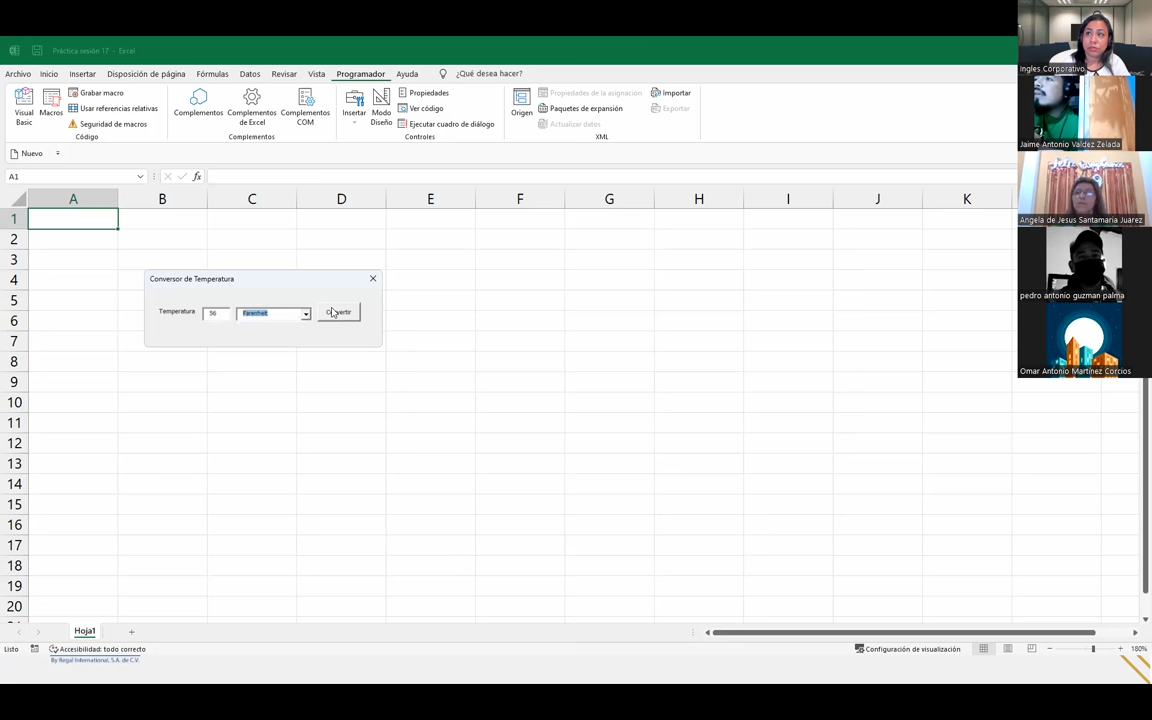 Práctica sesión 17 - Excel
Archivo Inicio Insertar Disposición de página Fórmulas Datos Revisar Vista Programador Ayuda ¿Qué desea hacer?
Visual Basic
Macros
Grabar macro
Usar referencias relativas
Seguridad de macros
Código
Complementos
Complementos de Excel
Complementos COM
Complementos
Insertar
Modo Diseño
Propiedades
Ver código
Ejecutar cuadro de diálogo
Controles
Origen
Propiedades de la asignación
Paquetes de expansión
Actualizar datos
Importar
Exportar
XML
Nuevo
A1 fx
A B C D E F G H I J K
1
2
3
4
5
6
7
8
9
10
11
12
13
14
15
16
17
18
19
20
Conversor de Temperatura
Temperatura 56 Farenheit
Hoja1
Listo Accesibilidad: todo correcto Configuración de visualización 180%
By Regal International, S.A. de C.V.
Ingles Corporativo
Jaime Antonio Valdez Zelada
Angela de Jesus Santamaria Juarez
pedro antonio guzman palma
Omar Antonio Martínez Corcios